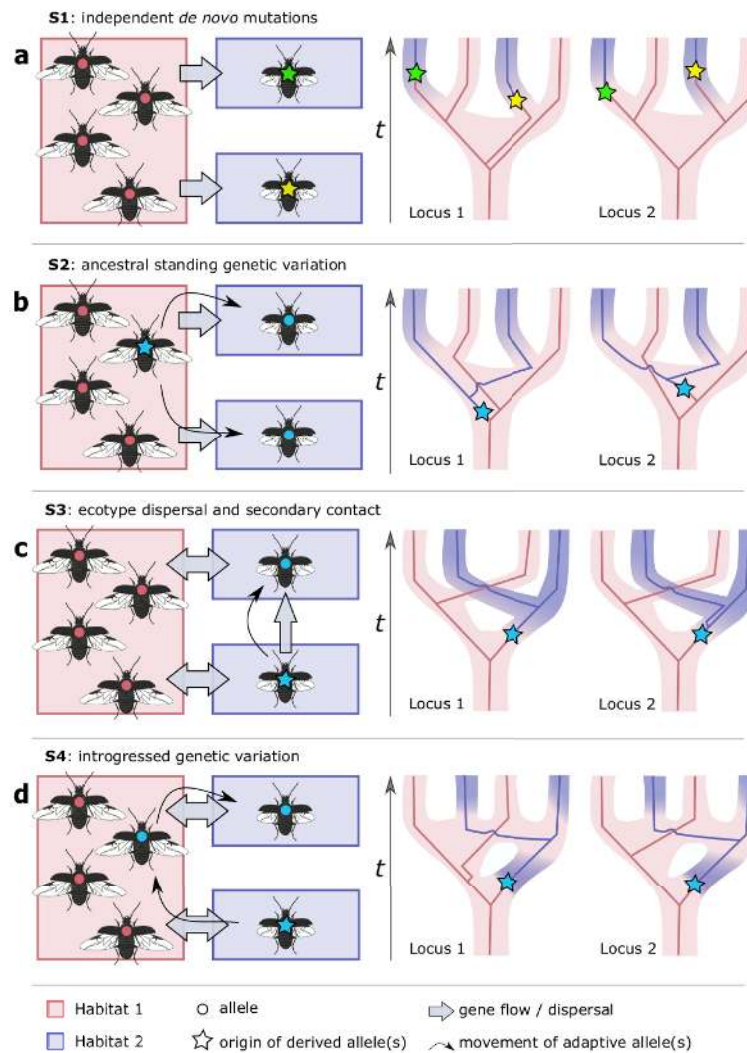 S1: independent de novo mutations
a
t
Locus 1
Locus 2
S2: ancestral standing genetic variation
b
t
Locus 1
Locus 2
S3: ecotype dispersal and secondary contact
c
t
Locus 1
Locus 2
S4: introgressed genetic variation
d
t
Locus 1
Locus 2
Habitat 1
allele
gene flow / dispersal
Habitat 2
origin of derived allele(s)
movement of adaptive allele(s)